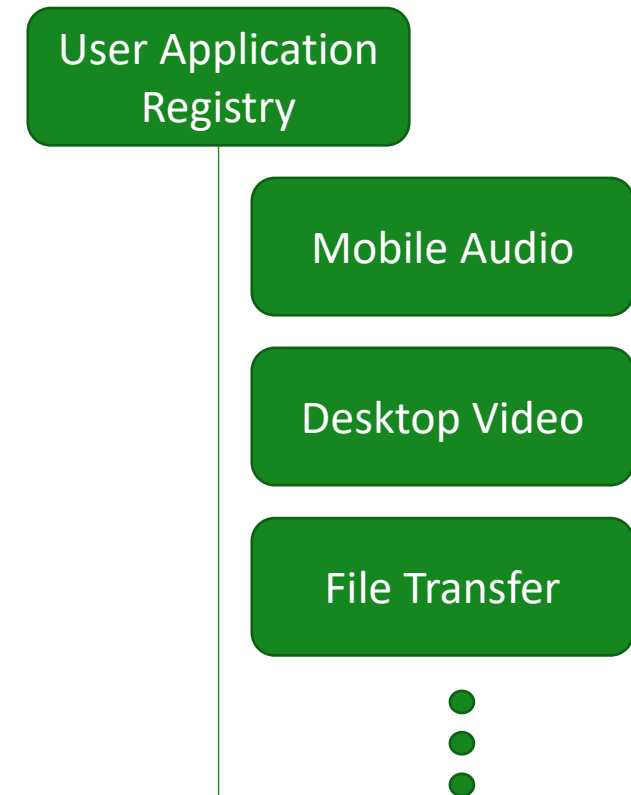 User Application
Registry
Mobile Audio
Desktop Video
File Transfer